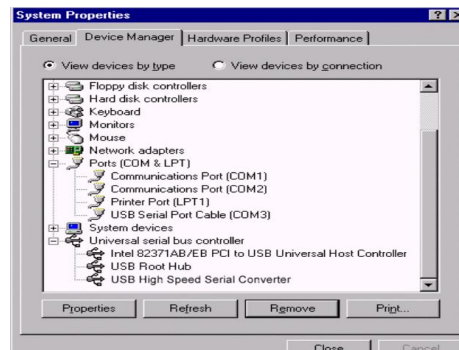 System Properties
General Device Manager Hardware Profiles Performance
View devices by type View devices by connection
Floppy disk controllers
Hard disk controllers
Keyboard
Monitors
Mouse
Network adapters
Ports (COM & LPT)
Communications Port (COM1)
Communications Port (COM2)
Printer Port (LPT1)
USB Serial Port Cable (COM3)
System devices
Universal serial bus controller
Intel 82371AB/EB PCI to USB Universal Host Controller
USB Root Hub
USB High Speed Serial Converter
Properties Refresh Remove Print...
Close Cancel